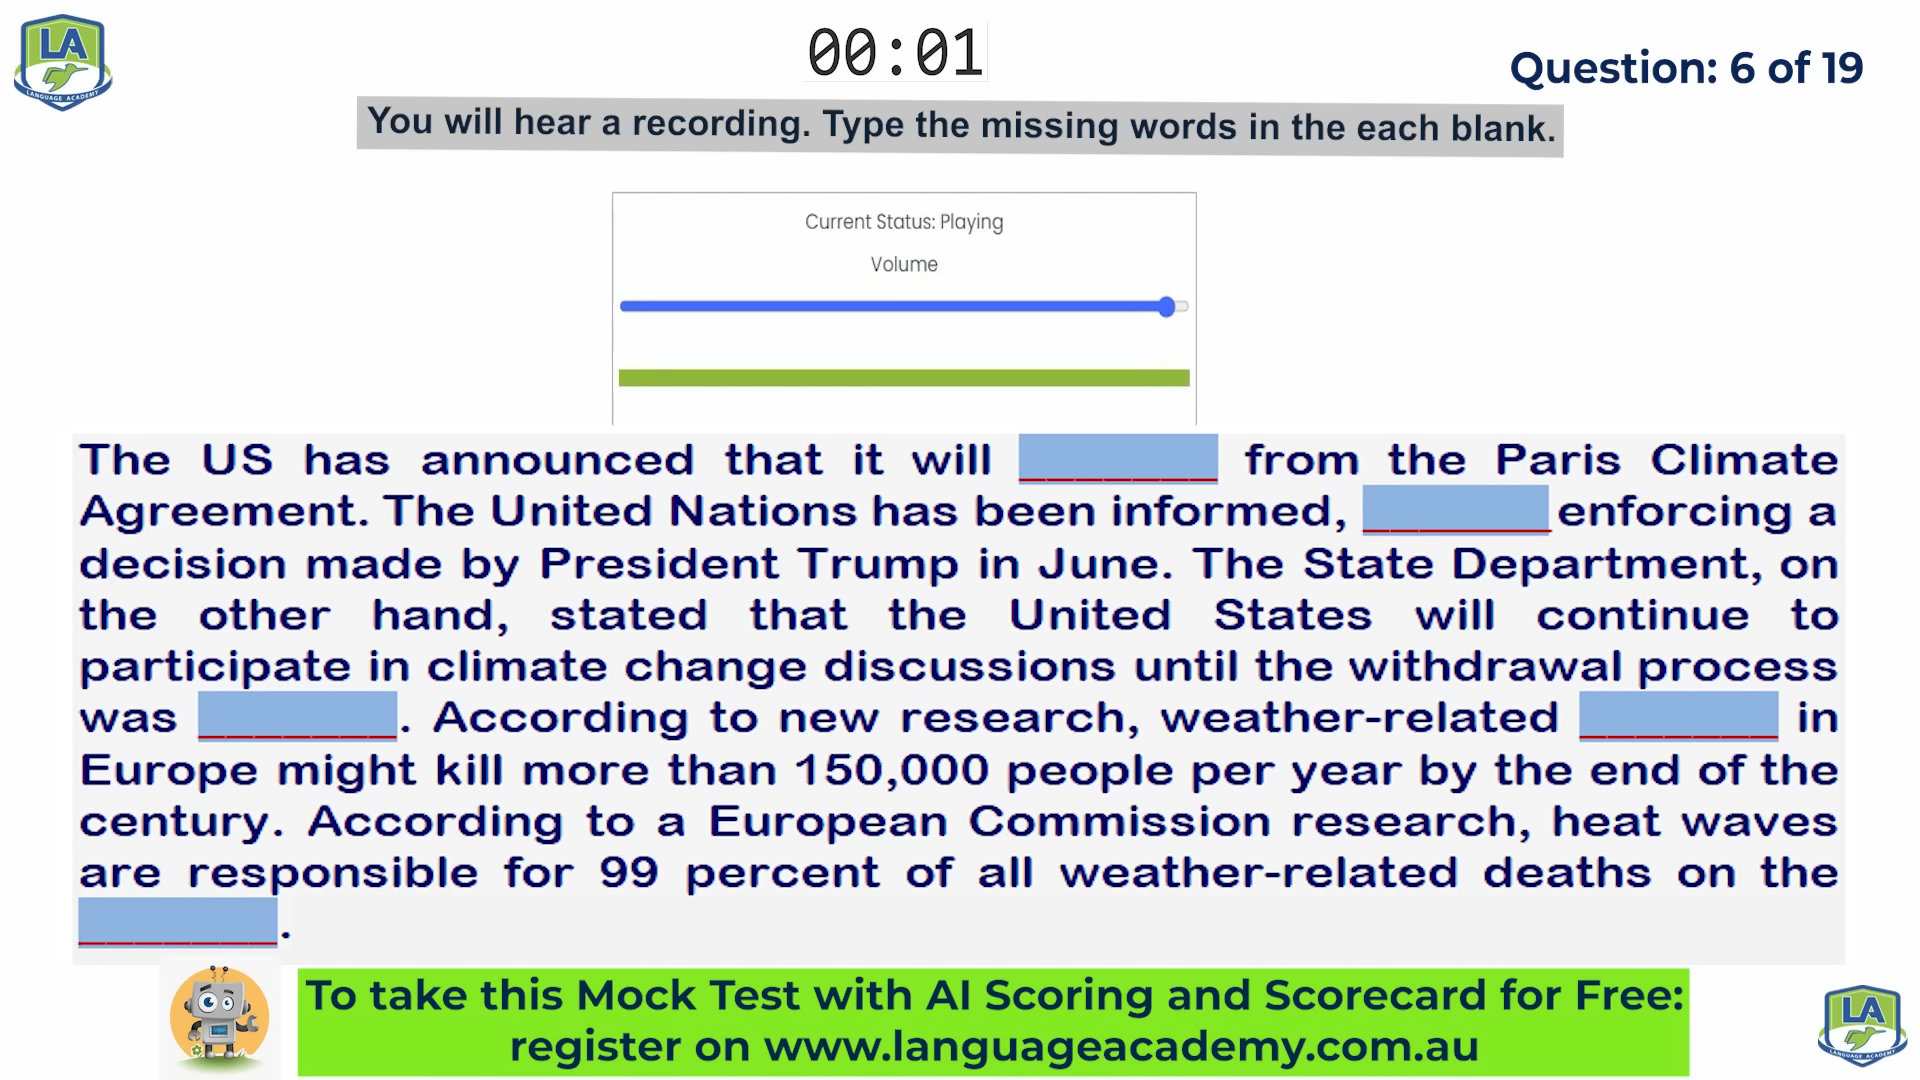 LA
LANGUAGE ACADEMY
00:01
Question: 6 of 19
You will hear a recording. Type the missing words in the each blank.
Current Status: Playing
Volume
The US has announced that it will _______ from the Paris Climate
Agreement. The United Nations has been informed, _______ enforcing a
decision made by President Trump in June. The State Department, on
the other hand, stated that the United States will continue to
participate in climate change discussions until the withdrawal process
was _______. According to new research, weather-related _______ in
Europe might kill more than 150,000 people per year by the end of the
century. According to a European Commission research, heat waves
are responsible for 99 percent of all weather-related deaths on the
_______.
To take this Mock Test with AI Scoring and Scorecard for Free:
register on www.languageacademy.com.au
LA
LANGUAGE ACADEMY